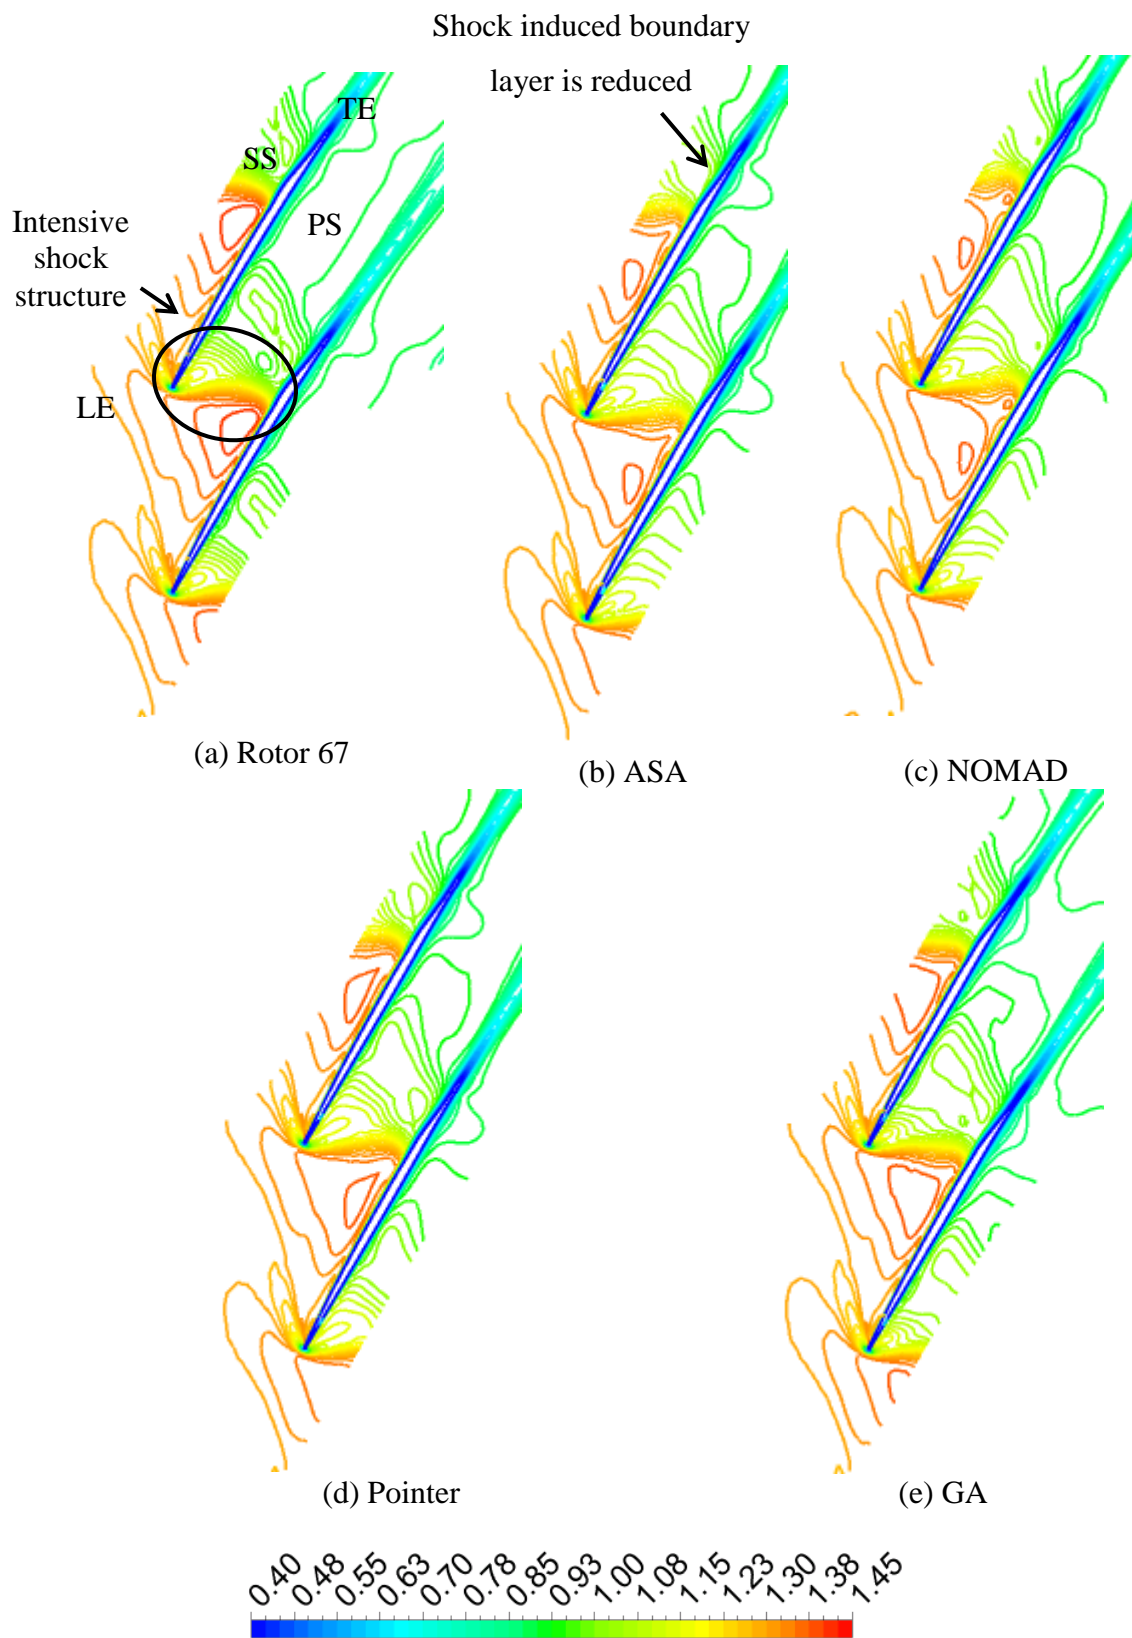 Shock induced boundary
layer is reduced
TE
SS
PS
Intensive
shock
structure
LE
(a) Rotor 67
(b) ASA
(c) NOMAD
(d) Pointer
(e) GA
0.40 0.48 0.55 0.63 0.70 0.78 0.85 0.93 1.00 1.08 1.15 1.23 1.30 1.38 1.45